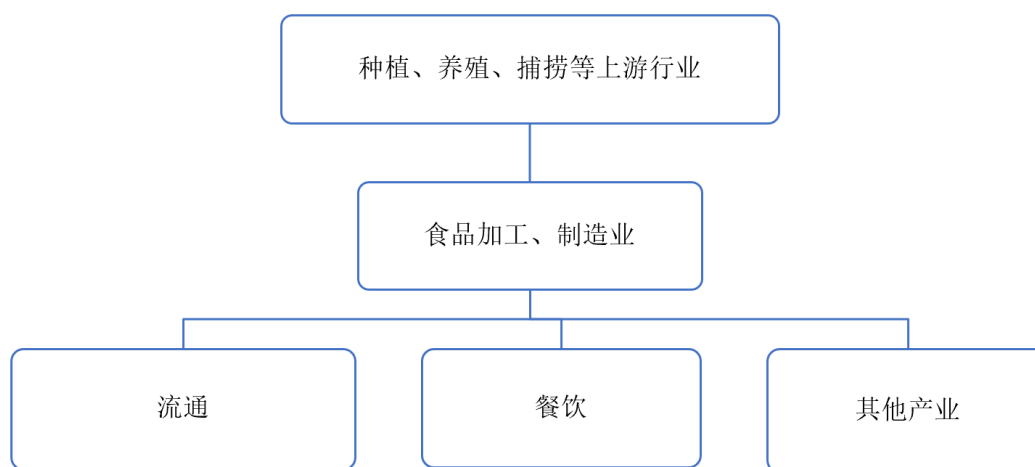 种植、养殖、捕捞等上游行业
食品加工、制造业
流通
餐饮
其他产业